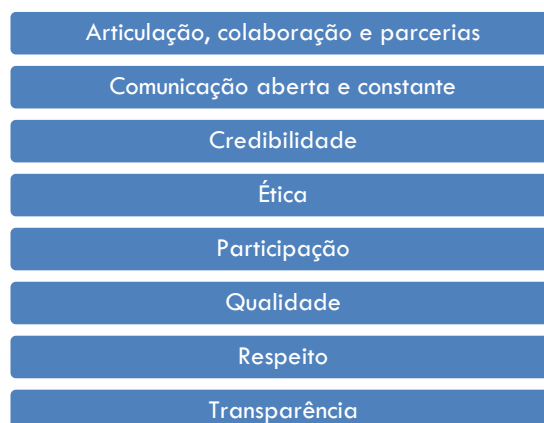 Articulação, colaboração e parcerias
Comunicação aberta e constante
Credibilidade
Ética
Participação
Qualidade
Respeito
Transparência